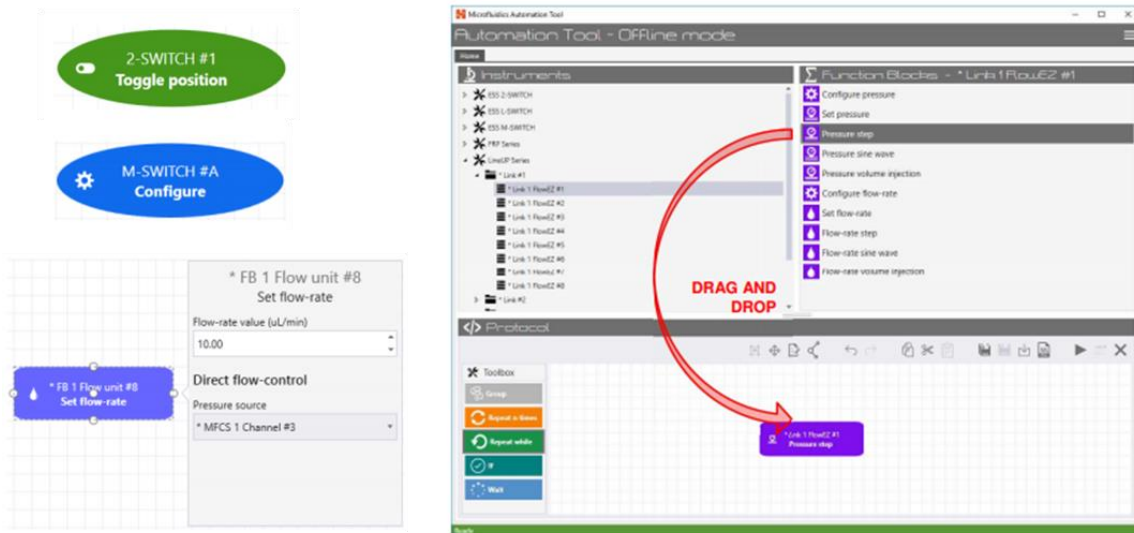 2-SWITCH #1
Toggle position
M-SWITCH #A
Configure
* FB 1 Flow unit #8
Set flow-rate
Flow-rate value (uL/min)
10.00
Direct flow-control
Pressure source
* MFCS 1 Channel #3
* FB 1 Flow unit #8
Set flow-rate
Microfluidics Automation Tool
Automation Tool - Offline mode
Home
Instruments
ESS 2-SWITCH
ESS L-SWITCH
ESS M-SWITCH
FRP Series
LineUP Series
* Link #1
* Link 1 FlowEZ #1
* Link 1 FlowEZ #2
* Link 1 FlowEZ #3
* Link 1 FlowEZ #4
* Link 1 FlowEZ #5
* Link 1 FlowEZ #6
* Link 1 FlowEZ #7
* Link 1 FlowEZ #8
* Link #2
Function Blocks - * Link 1 FlowEZ #1
Configure pressure
Set pressure
Pressure step
Pressure sine wave
Pressure volume injection
Configure flow-rate
Set flow-rate
Flow-rate step
Flow-rate sine wave
Flow-rate volume injection
DRAG AND
DROP
Protocol
Toolbox
Group
Repeat n times
Repeat while
If
Wait
* Link 1 FlowEZ #1
Pressure step
Ready